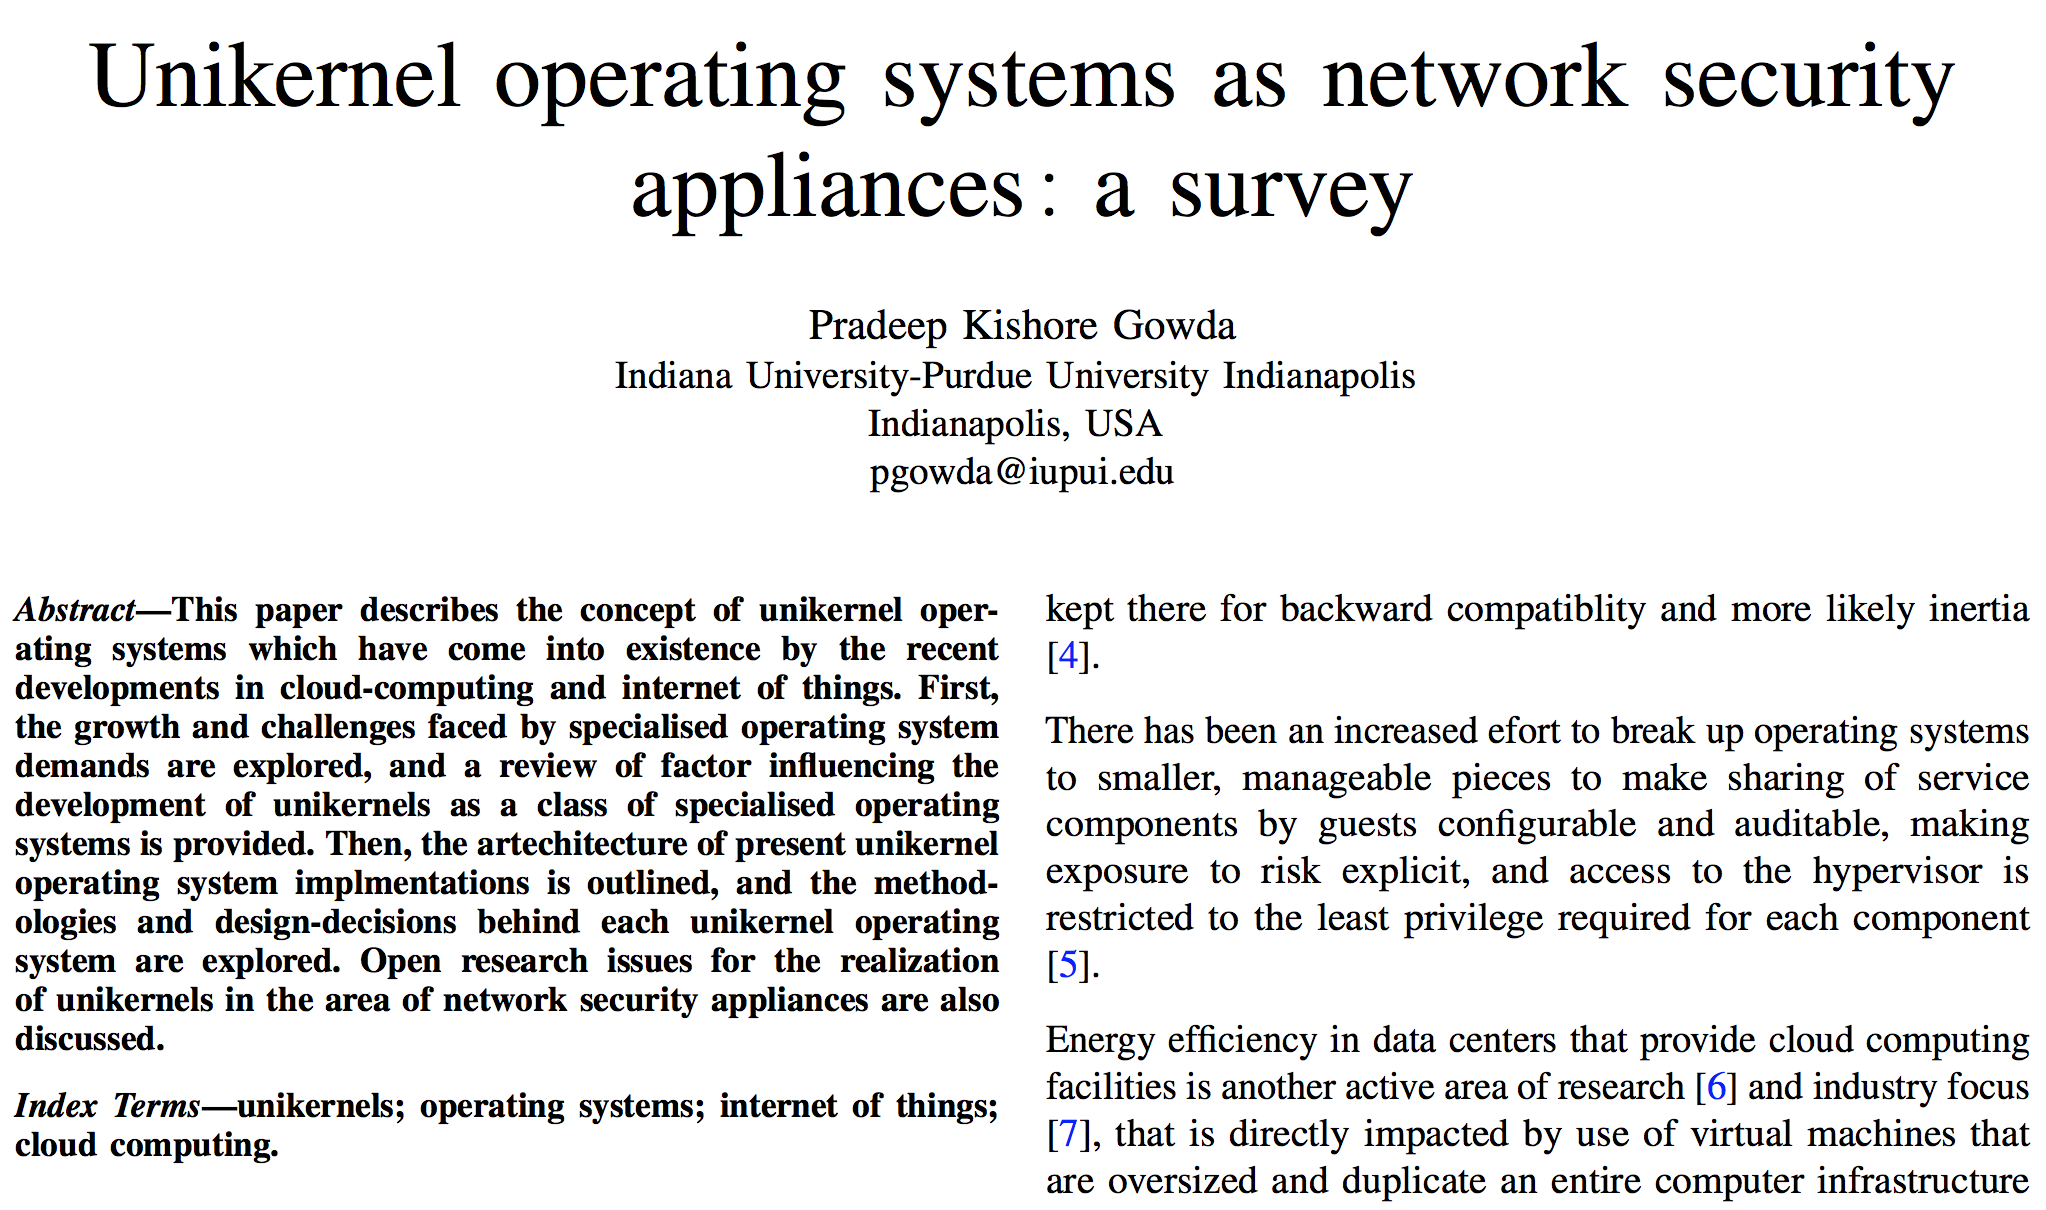 Unikernel operating systems as network security
appliances: a survey
Pradeep Kishore Gowda
Indiana University-Purdue University Indianapolis
Indianapolis, USA
pgowda@iupui.edu
Abstract—This paper describes the concept of unikernel oper-
ating systems which have come into existence by the recent
developments in cloud-computing and internet of things. First,
the growth and challenges faced by specialised operating system
demands are explored, and a review of factor influencing the
development of unikernels as a class of specialised operating
systems is provided. Then, the artechitecture of present unikernel
operating system implmentations is outlined, and the method-
ologies and design-decisions behind each unikernel operating
system are explored. Open research issues for the realization
of unikernels in the area of network security appliances are also
discussed.
Index Terms—unikernels; operating systems; internet of things;
cloud computing.
kept there for backward compatiblity and more likely inertia
[4].
There has been an increased efort to break up operating systems
to smaller, manageable pieces to make sharing of service
components by guests configurable and auditable, making
exposure to risk explicit, and access to the hypervisor is
restricted to the least privilege required for each component
[5].
Energy efficiency in data centers that provide cloud computing
facilities is another active area of research [6] and industry focus
[7], that is directly impacted by use of virtual machines that
are oversized and duplicate an entire computer infrastructure